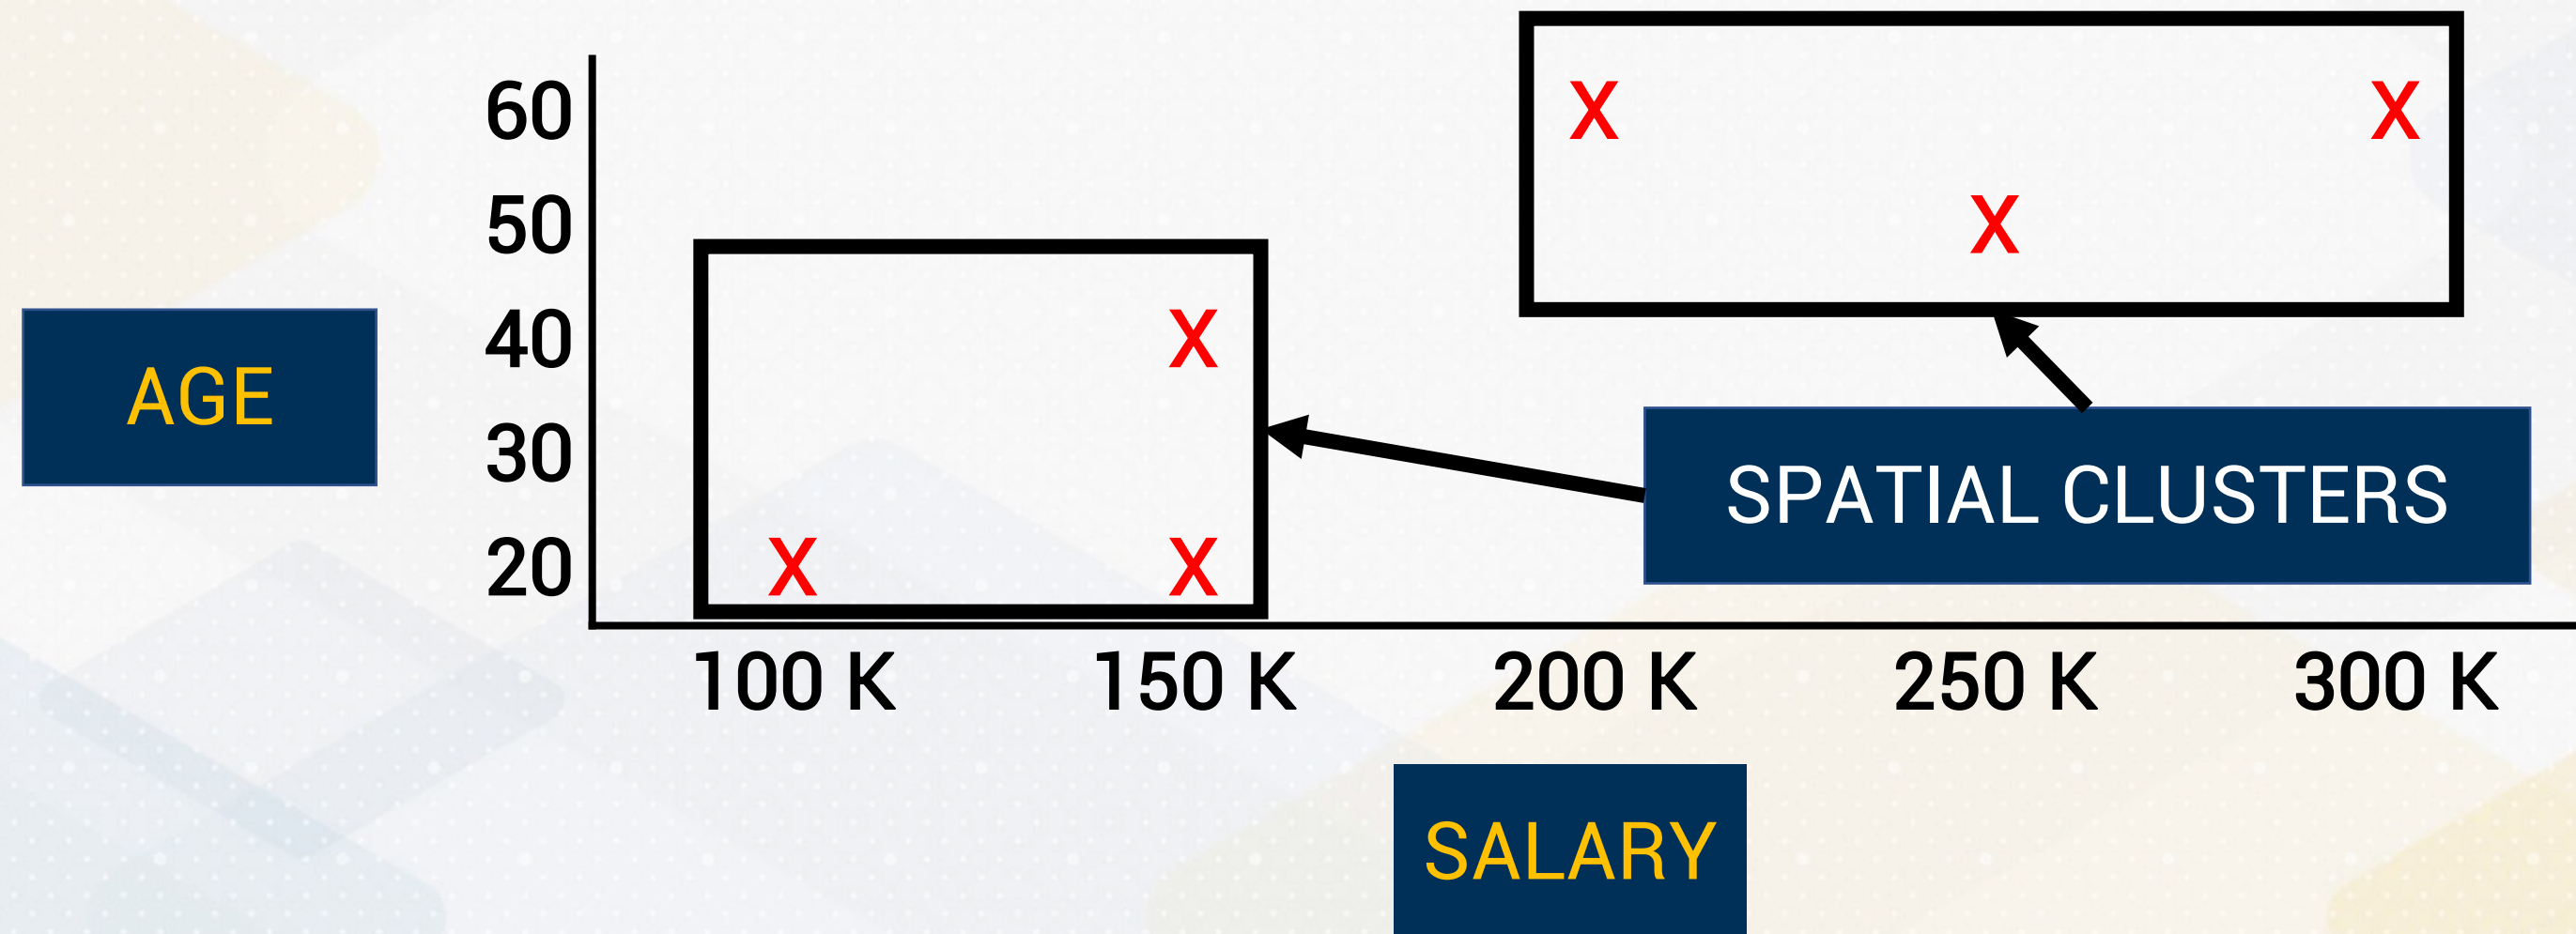 60
X
X
50
X
40
X
AGE
30
SPATIAL CLUSTERS
20
X
X
100 K
150 K
200 K
250 K
300 K
SALARY